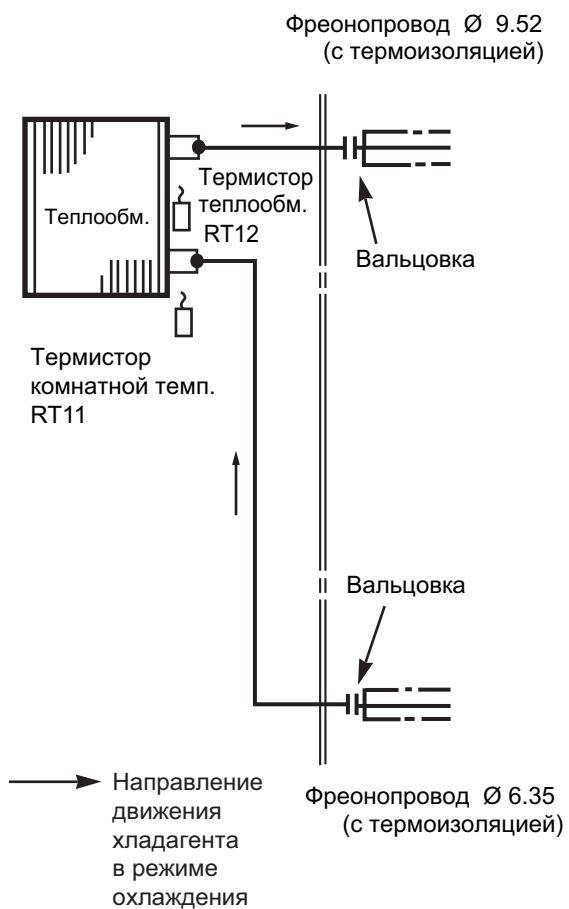 Фреонопровод Ø 9.52
(с термоизоляцией)
Теплообм.
Термистор
теплообм.
RT12
Вальцовка
Термистор
комнатной темп.
RT11
Вальцовка
Направление
движения
хладагента
в режиме
охлаждения
Фреонопровод Ø 6.35
(с термоизоляцией)